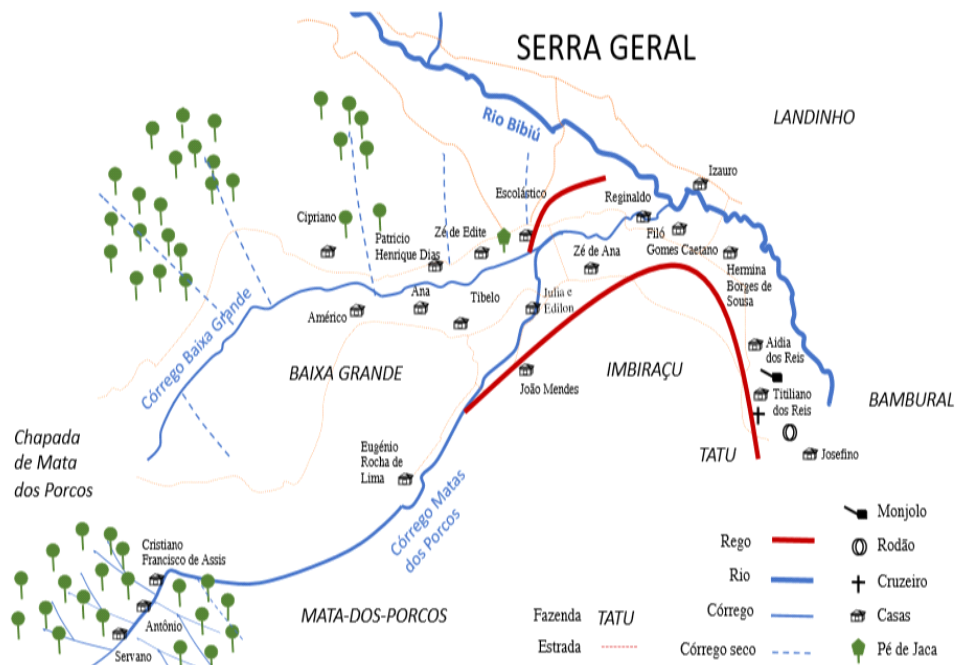 SERRA GERAL
LANDINHO
Rio Bibiú
Izauro
Escolástico
Reginaldo
Cipriano
Zé de Edite
Filó
Gomes Caetano
Patricio
Henrique Dias
Zé de Ana
Hermina
Borges de
Sousa
Ana
Tibelo
Julia e
Edilon
Américo
Córrego Baixa Grande
Aidia
dos Reis
BAIXA GRANDE
IMBIRAÇU
João Mendes
Titiliano
dos Reis
BAMBURAL
Chapada
de Mata
dos Porcos
Eugénio
Rocha de
Lima
TATU
Josefino
Córrego Matas
dos Porcos
Cristiano
Francisco de Assis
Antônio
Servano
MATA-DOS-PORCOS
Rego
Rio
Córrego
Córrego seco
Fazenda TATU
Estrada
Monjolo
Rodão
Cruzeiro
Casas
Pé de Jaca